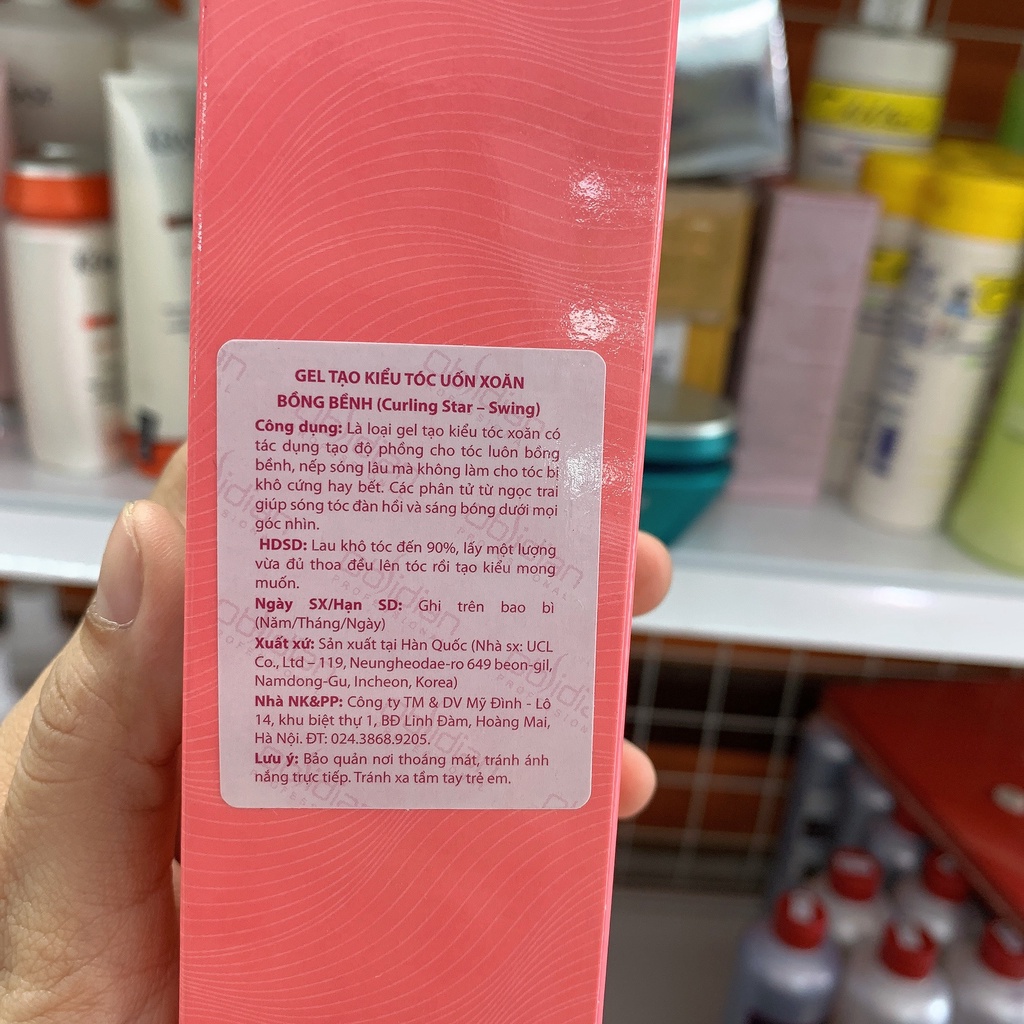 GEL TẠO KIỂU TÓC UỐN XOĂN
BỒNG BỀNH (Curling Star – Swing)
Công dụng: Là loại gel tạo kiểu tóc xoăn có
tác dụng tạo độ phồng cho tóc luôn bồng
bềnh, nếp sóng lâu mà không làm cho tóc bị
khô cứng hay bết. Các phân tử từ ngọc trai
giúp sóng tóc đàn hồi và sáng bóng dưới mọi
góc nhìn.
HDSD: Lau khô tóc đến 90%, lấy một lượng
vừa đủ thoa đều lên tóc rồi tạo kiểu mong
muốn.
Ngày SX/Hạn SD: Ghi trên bao bì
(Năm/Tháng/Ngày)
Xuất xứ: Sản xuất tại Hàn Quốc (Nhà sx: UCL
Co., Ltd – 119, Neungheodae-ro 649 beon-gil,
Namdong-Gu, Incheon, Korea)
Nhà NK&PP: Công ty TM & DV Mỹ Đình - Lô
14, khu biệt thự 1, BĐ Linh Đàm, Hoàng Mai,
Hà Nội. ĐT: 024.3868.9205.
Lưu ý: Bảo quản nơi thoáng mát, tránh ánh
nắng trực tiếp. Tránh xa tầm tay trẻ em.